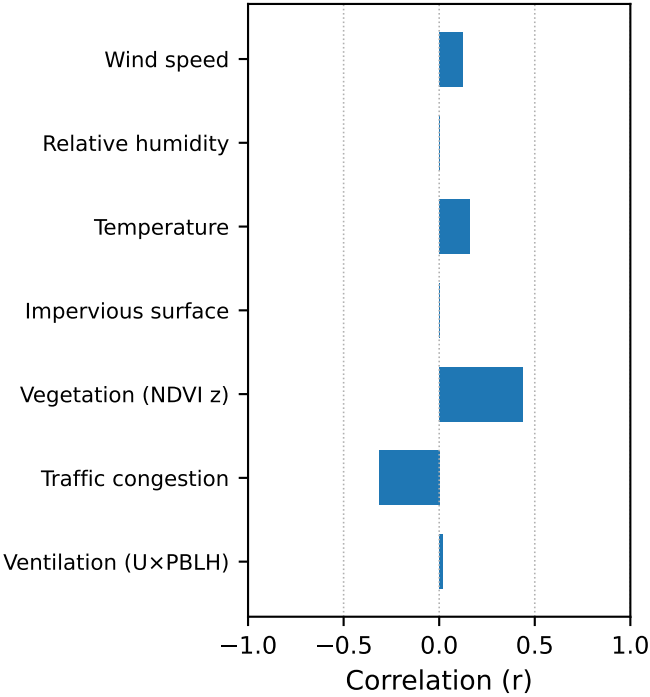 Wind speed
Relative humidity
Temperature
Impervious surface
Vegetation (NDVI z)
Traffic congestion
Ventilation (U×PBLH)
−1.0 −0.5 0.0 0.5 1.0
Correlation (r)